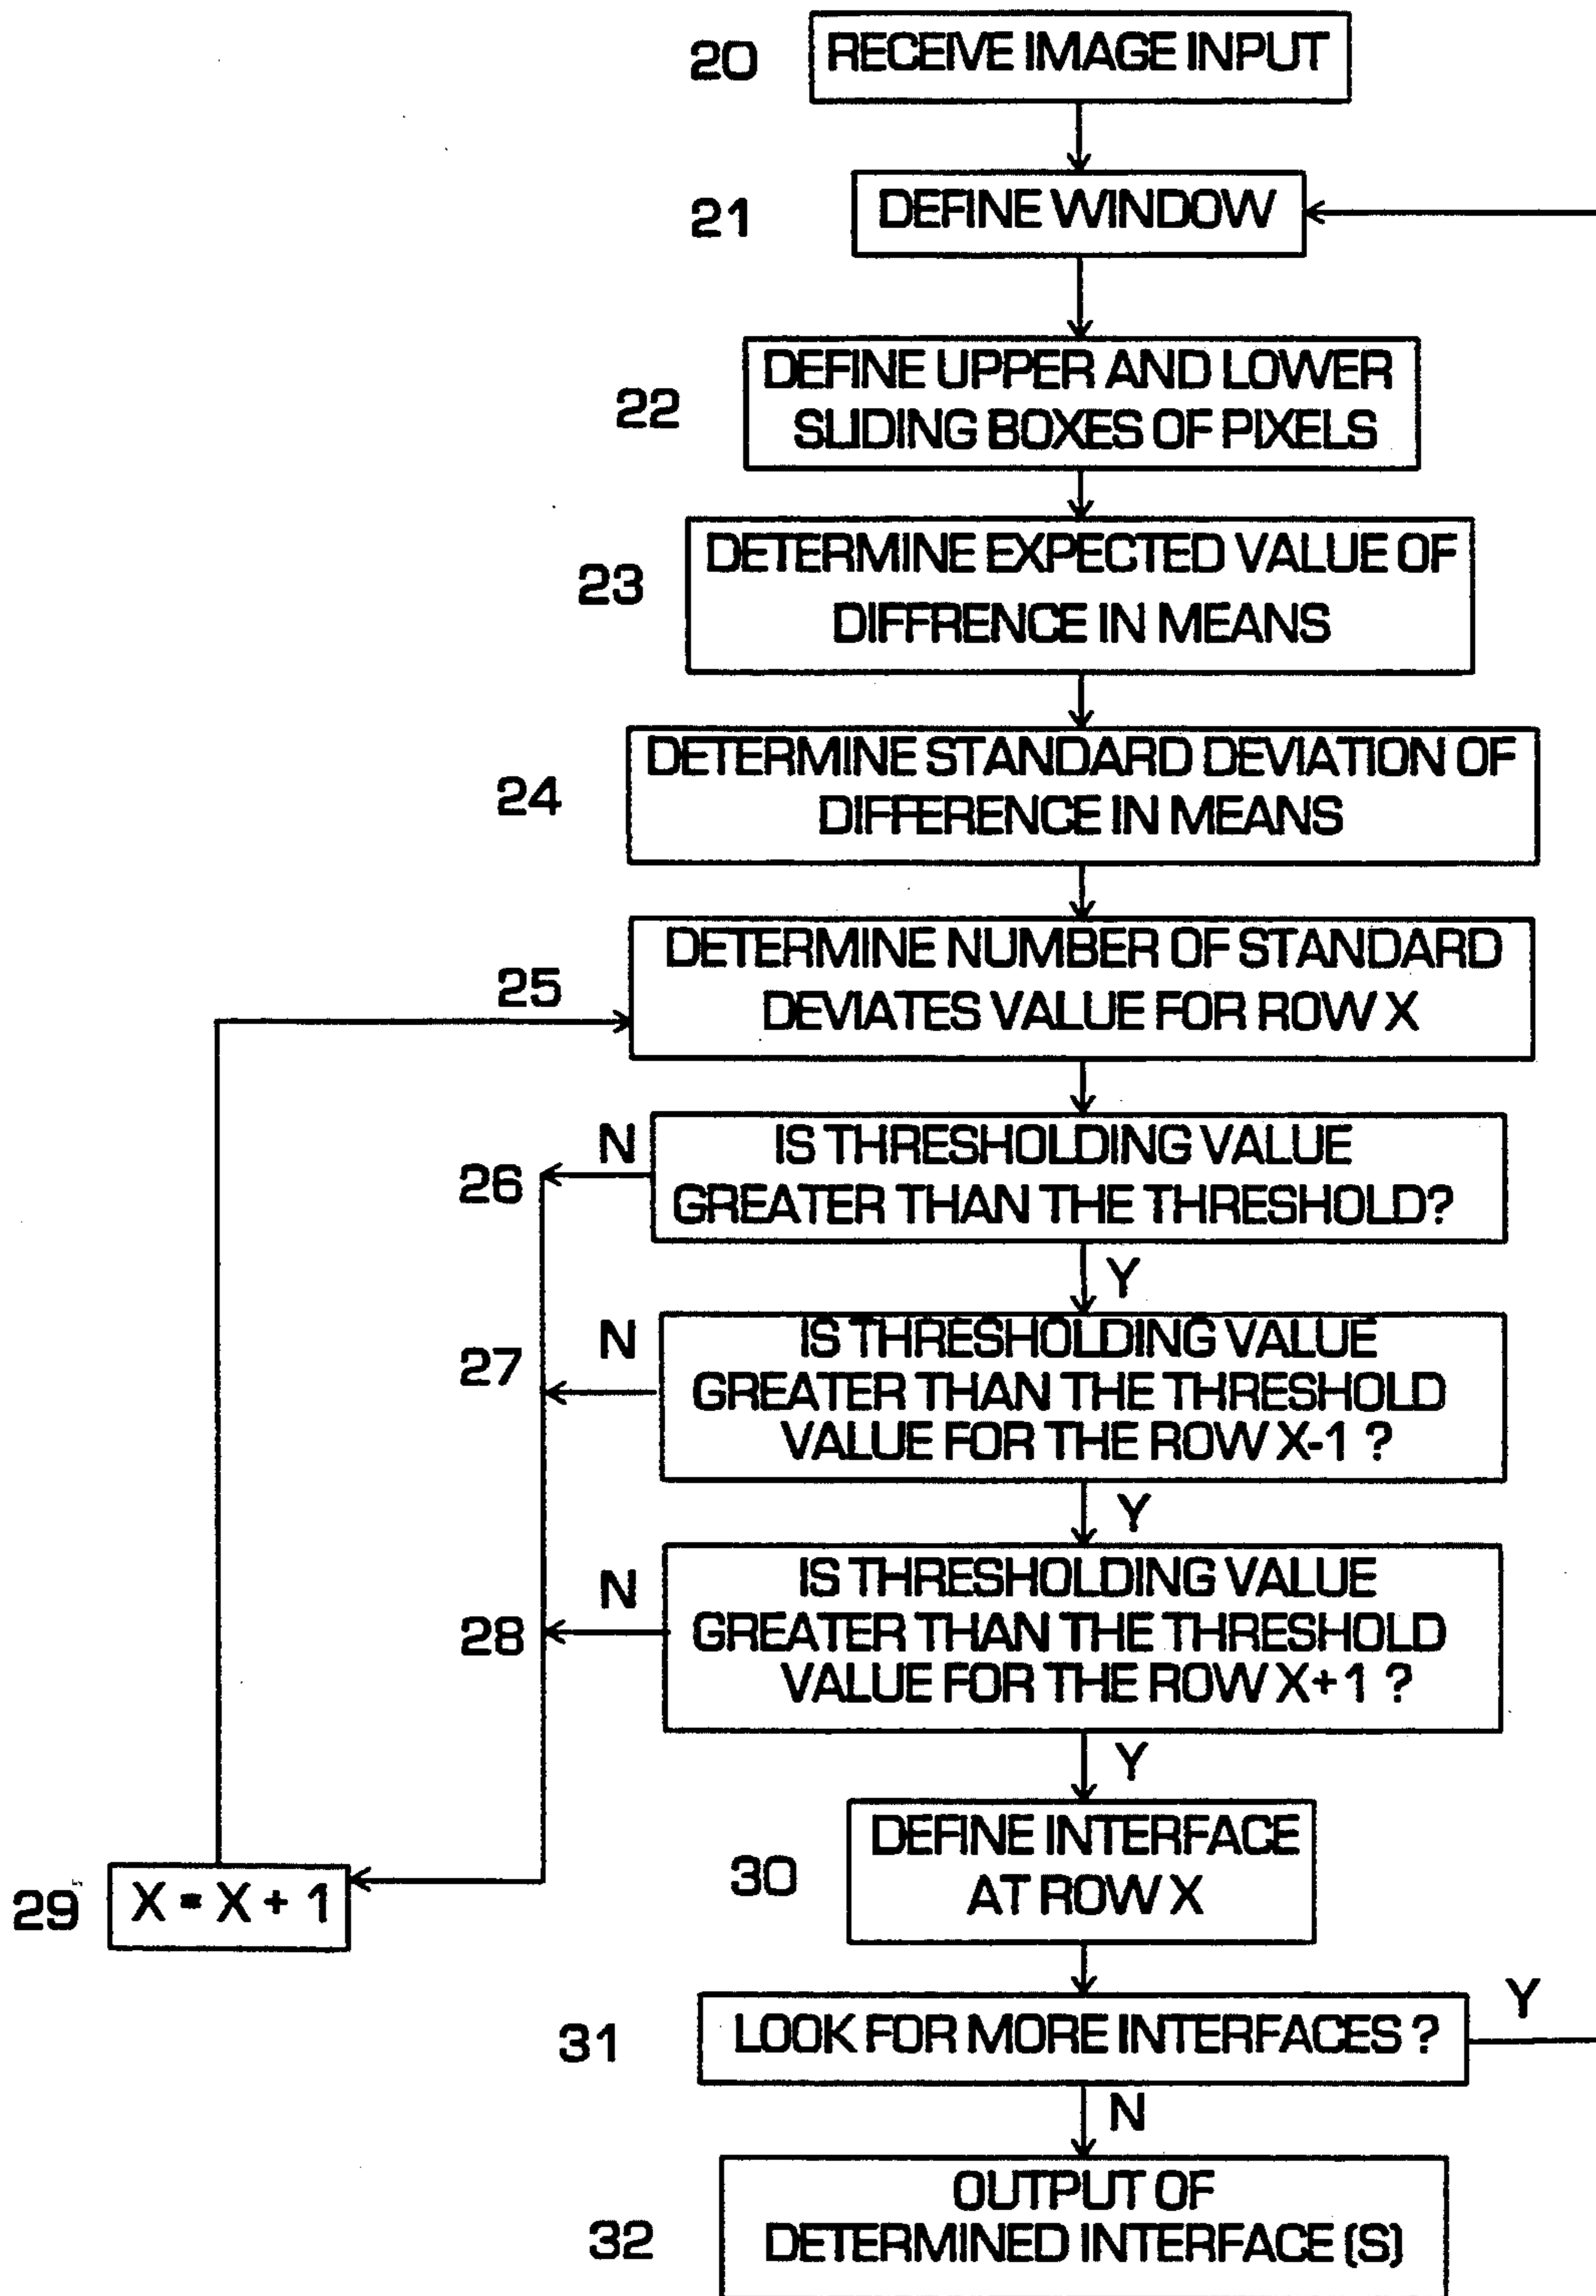 20
RECEIVE IMAGE INPUT
21
DEFINE WINDOW
22
DEFINE UPPER AND LOWER
SLIDING BOXES OF PIXELS
23
DETERMINE EXPECTED VALUE OF
DIFFRENCE IN MEANS
24
DETERMINE STANDARD DEVIATION OF
DIFFERENCE IN MEANS
25
DETERMINE NUMBER OF STANDARD
DEVIATES VALUE FOR ROW X
26
N
IS THRESHOLDING VALUE
GREATER THAN THE THRESHOLD?
Y
27
N
IS THRESHOLDING VALUE
GREATER THAN THE THRESHOLD
VALUE FOR THE ROW X-1 ?
Y
28
N
IS THRESHOLDING VALUE
GREATER THAN THE THRESHOLD
VALUE FOR THE ROW X+1 ?
Y
29
X = X + 1
30
DEFINE INTERFACE
AT ROW X
31
LOOK FOR MORE INTERFACES ?
Y
N
32
OUTPUT OF
DETERMINED INTERFACE (S)